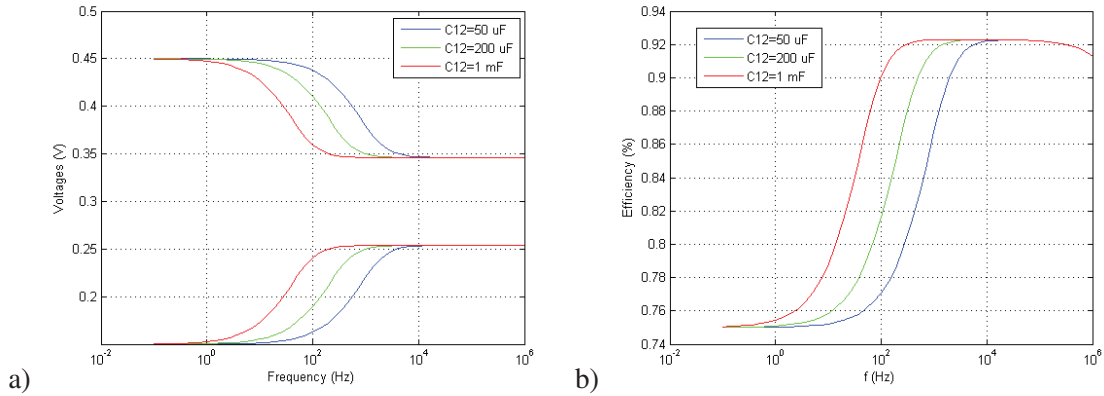 C12=50 uF
C12=200 uF
C12=1 mF
0.5
0.45
0.4
0.35
0.3
0.25
0.2
Voltages (V)
10^-2
10^0
10^2
10^4
10^6
Frequency (Hz)
a)
C12=50 uF
C12=200 uF
C12=1 mF
0.94
0.92
0.9
0.88
0.86
0.84
0.82
0.8
0.78
0.76
0.74
Efficiency (%)
10^-2
10^0
10^2
10^4
10^6
f (Hz)
b)